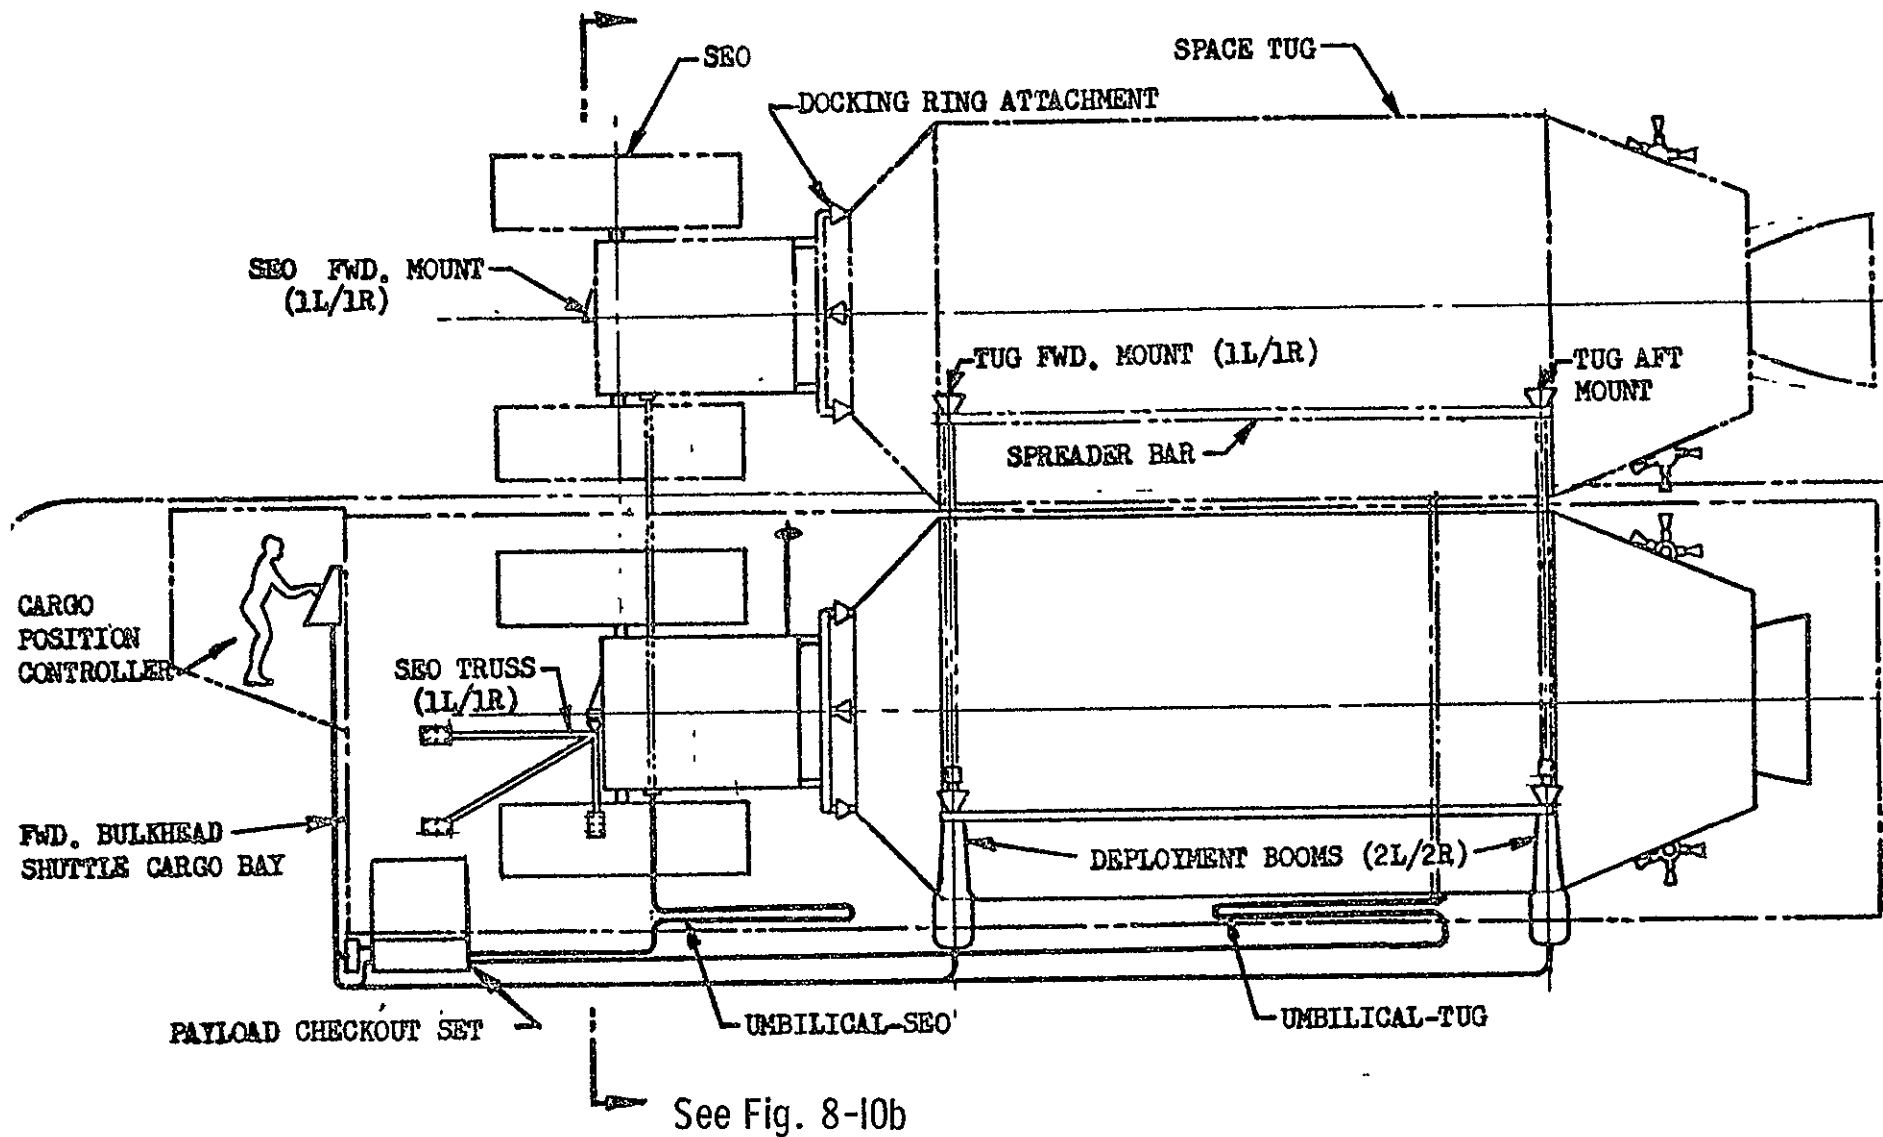 SEO
SPACE TUG
DOCKING RING ATTACHMENT
SEO FWD. MOUNT
(1L/1R)
TUG FWD. MOUNT (1L/1R)
TUG AFT
MOUNT
SPREADER BAR
CARGO
POSITION
CONTROLLER
SEO TRUSS
(1L/1R)
FWD. BULKHEAD
SHUTTLE CARGO BAY
DEPLOYMENT BOOMS (2L/2R)
PAYLOAD CHECKOUT SET
UMBILICAL-SEO
UMBILICAL-TUG
See Fig. 8-10b